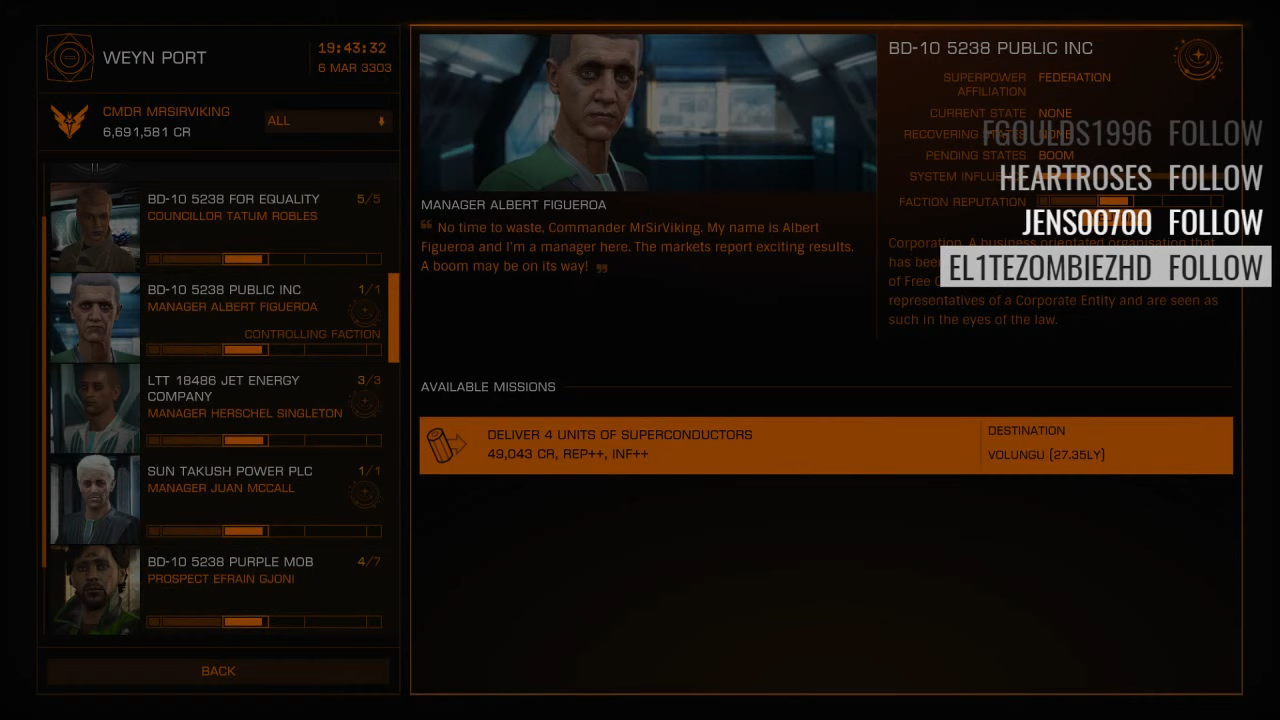 WEYN PORT
19:43:32
6 MAR 3303
CMDR MRSIRVIKING
6,691,581 CR
ALL
BD-10 5238 FOR EQUALITY 5/5
COUNCILLOR TATUM ROBLES
BD-10 5238 PUBLIC INC 1/1
MANAGER ALBERT FIGUEROA
CONTROLLING FACTION
LTT 18486 JET ENERGY 3/3
COMPANY
MANAGER HERSCHEL SINGLETON
SUN TAKUSH POWER PLC 1/1
MANAGER JUAN MCCALL
BD-10 5238 PURPLE MOB 4/7
PROSPECT EFRAIN GJONI
BACK
MANAGER ALBERT FIGUEROA
“ No time to waste, Commander MrSirViking. My name is Albert
Figueroa and I'm a manager here. The markets report exciting results.
A boom may be on its way! ”
BD-10 5238 PUBLIC INC
SUPERPOWER FEDERATION
AFFILIATION
CURRENT STATE NONE
RECOVERING STATES NONE
PENDING STATES BOOM
SYSTEM
FACTION REPUTATION
FGOULDS1996 FOLLOW
HEARTROSES FOLLOW
JENS00700 FOLLOW
EL1TEZOMBIEZHD FOLLOW
Corporation. A business orientated organisation that
has
of Free
representatives of a Corporate Entity and are seen as
such in the eyes of the law.
AVAILABLE MISSIONS
DELIVER 4 UNITS OF SUPERCONDUCTORS
49,043 CR, REP++, INF++
DESTINATION
VOLUNGU (27.35LY)